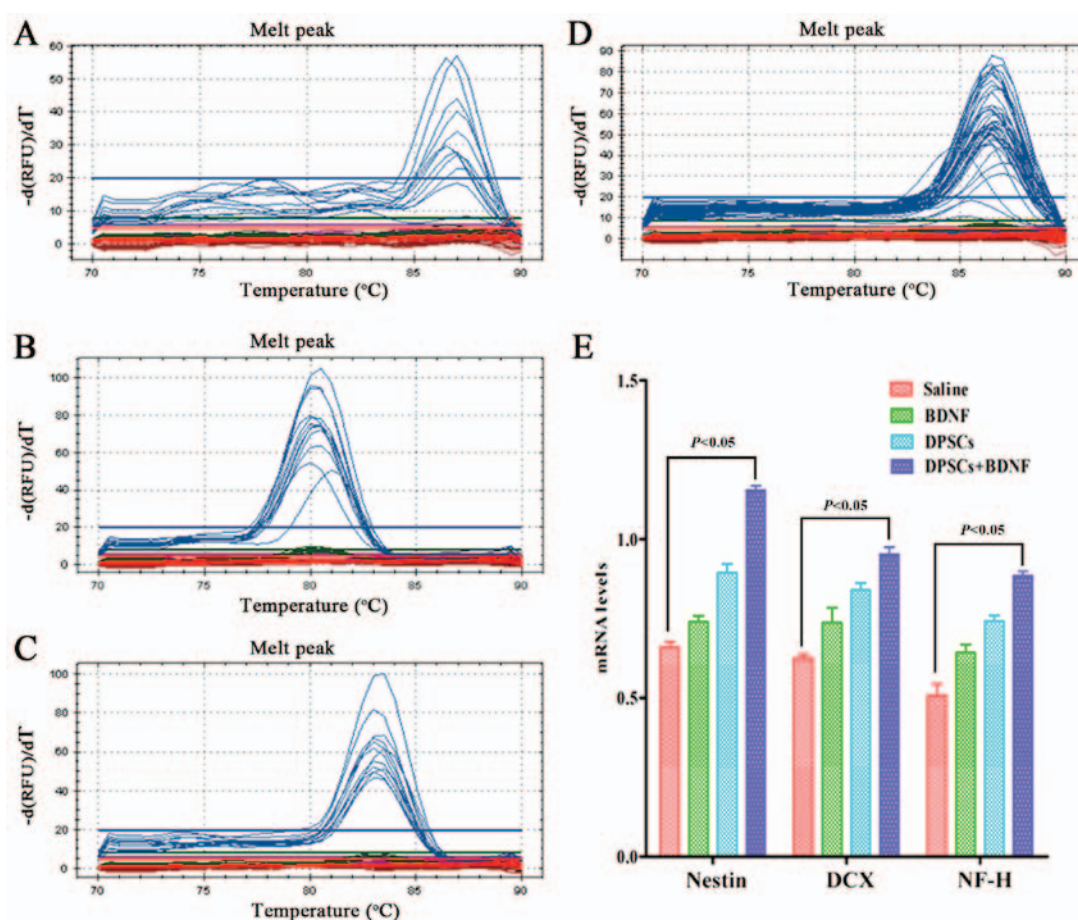 A
Melt peak
60
50
40
30
20
10
0
-d(RFU)/dT
70
75
80
85
90
Temperature (°C)
D
Melt peak
90
80
70
60
50
40
30
20
10
0
-d(RFU)/dT
70
75
80
85
90
Temperature (°C)
B
Melt peak
100
80
60
40
20
0
-d(RFU)/dT
70
75
80
85
90
Temperature (°C)
C
Melt peak
100
80
60
40
20
0
-d(RFU)/dT
70
75
80
85
90
Temperature (°C)
E
1.5
1.0
0.5
0.0
mRNA levels
Saline
BDNF
DPSCs
DPSCs+BDNF
P<0.05
P<0.05
P<0.05
Nestin DCX NF-H